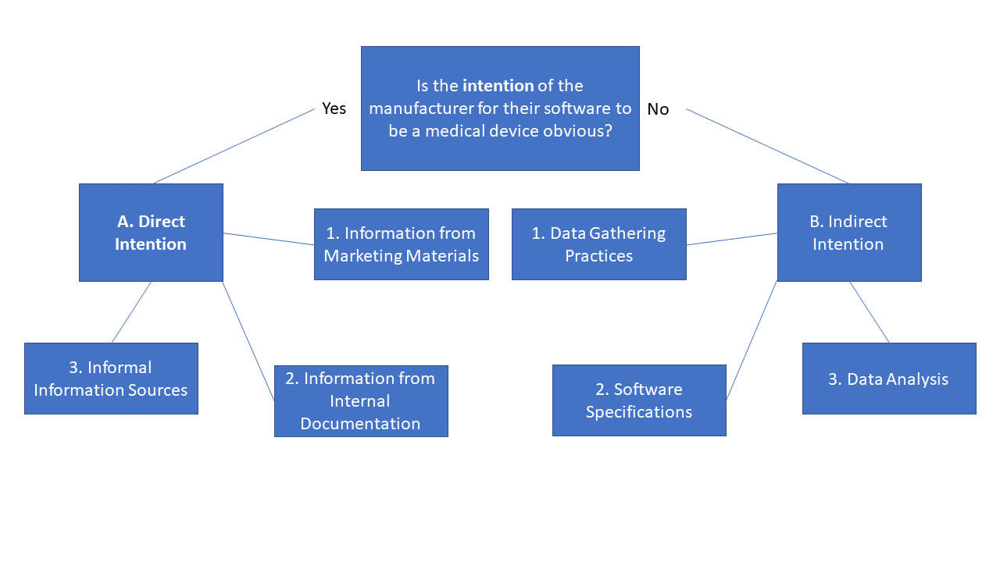 Is the intention of the
manufacturer for their software to
be a medical device obvious?
Yes
No
A. Direct
Intention
1. Information from
Marketing Materials
1. Data Gathering
Practices
B. Indirect
Intention
3. Informal
Information Sources
2. Information from
Internal
Documentation
2. Software
Specifications
3. Data Analysis